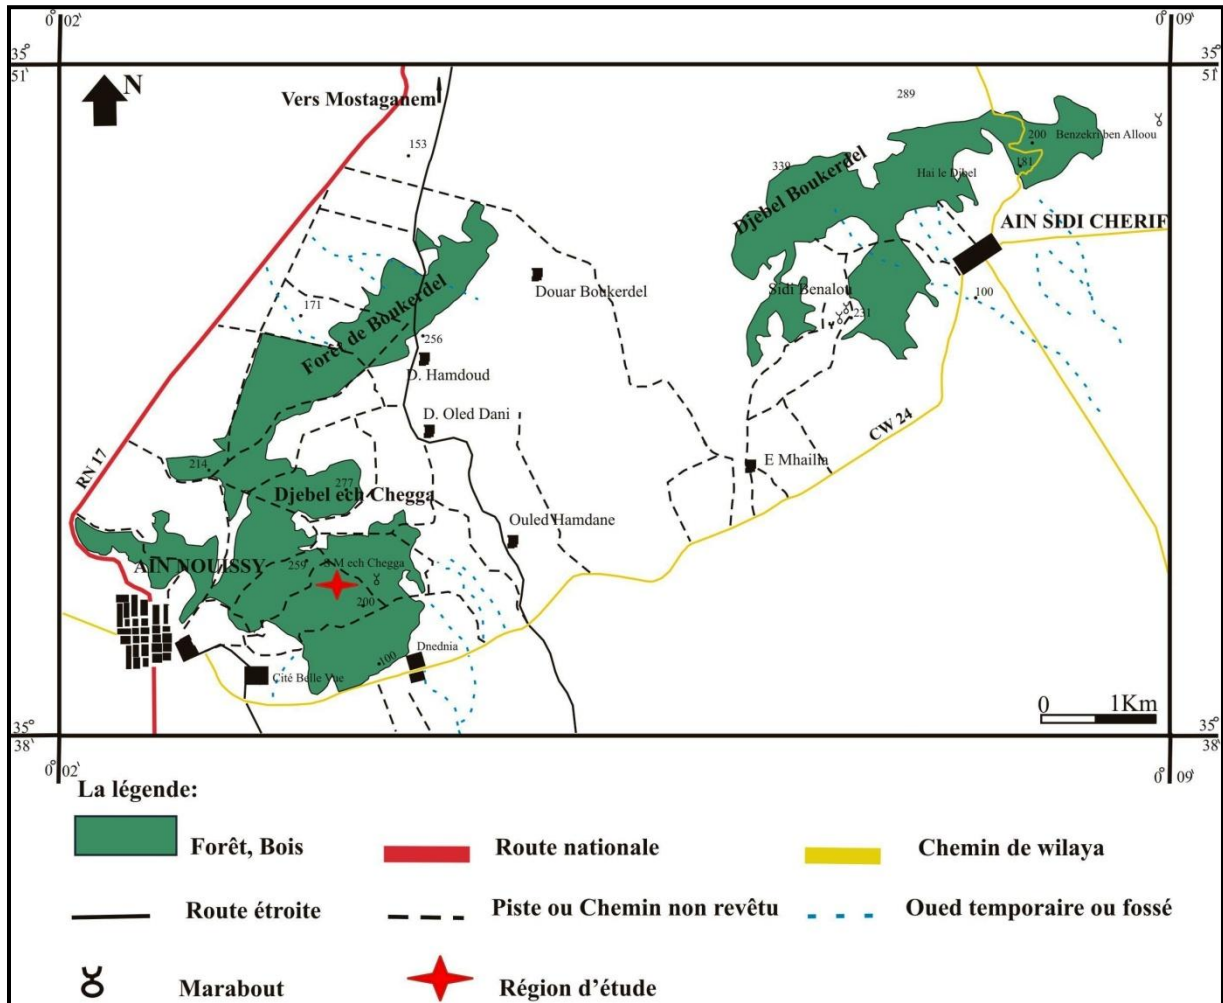 0° 02'
0° 09'
35°
51'
35°
51'
N
Vers Mostaganem
289
153
200
Benzekri ben Alloou
339
181
Hai le Djbel
Djebel Boukerdel
AIN SIDI CHERIF
Douar Boukerdel
Sidi Benalou
100
171
231
Forêt de Boukerdel
256
D. Hamdoud
D. Oled Dani
CW 24
RN 17
214
E Mhailia
277
Djebel ech Chegga
Ouled Hamdane
AIN NOUISSY
259
S M ech Chegga
200
Dnednia
100
Cité Belle Vue
0 1Km
35°
38'
35°
38'
0° 02'
0° 09'
La légende:
Forêt, Bois
Route nationale
Chemin de wilaya
Route étroite
Piste ou Chemin non revêtu
Oued temporaire ou fossé
Marabout
Région d'étude